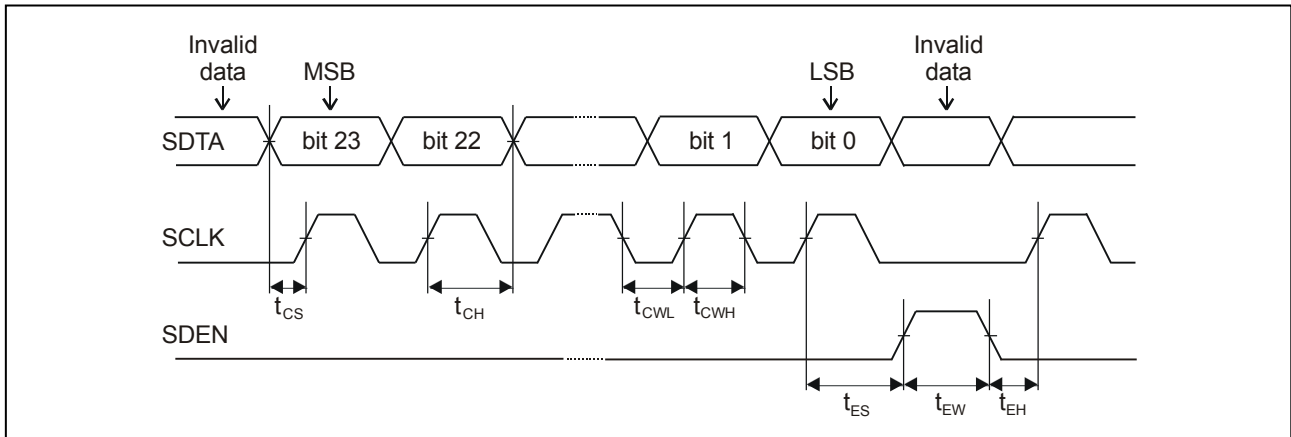 Invalid
data
MSB
LSB
Invalid
data
SDTA
bit 23
bit 22
bit 1
bit 0
SCLK
tCS
tCH
tCWL
tCWH
SDEN
tES
tEW
tEH